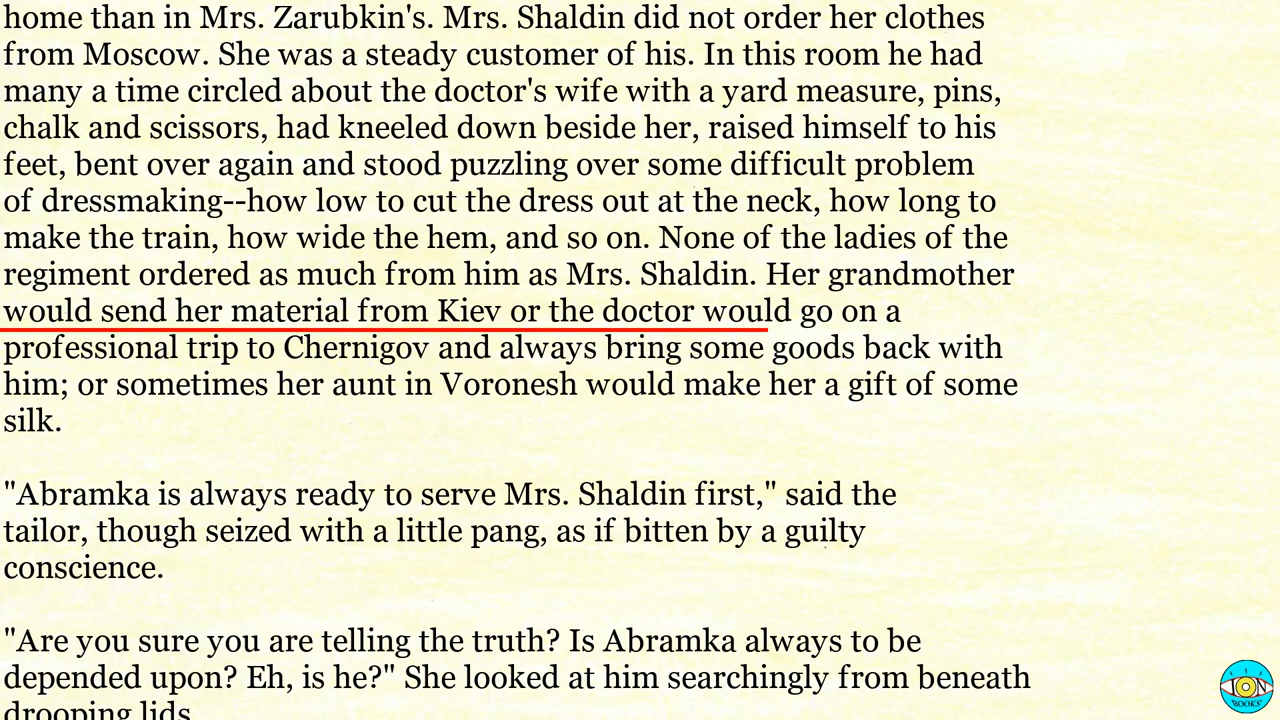 home than in Mrs. Zarubkin's. Mrs. Shaldin did not order her clothes
from Moscow. She was a steady customer of his. In this room he had
many a time circled about the doctor's wife with a yard measure, pins,
chalk and scissors, had kneeled down beside her, raised himself to his
feet, bent over again and stood puzzling over some difficult problem
of dressmaking--how low to cut the dress out at the neck, how long to
make the train, how wide the hem, and so on. None of the ladies of the
regiment ordered as much from him as Mrs. Shaldin. Her grandmother
would send her material from Kiev or the doctor would go on a
professional trip to Chernigov and always bring some goods back with
him; or sometimes her aunt in Voronesh would make her a gift of some
silk.
"Abramka is always ready to serve Mrs. Shaldin first," said the
tailor, though seized with a little pang, as if bitten by a guilty
conscience.
"Are you sure you are telling the truth? Is Abramka always to be
depended upon? Eh, is he?" She looked at him searchingly from beneath
drooping lids.
ION
BOOKS